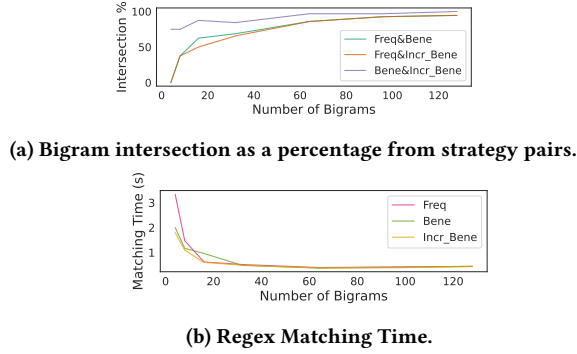 Intersection %
100
50
0
Freq&Bene
Freq&Incr_Bene
Bene&Incr_Bene
0 20 40 60 80 100 120
Number of Bigrams
(a) Bigram intersection as a percentage from strategy pairs.
Matching Time (s)
3
2
1
Freq
Bene
Incr_Bene
0 20 40 60 80 100 120
Number of Bigrams
(b) Regex Matching Time.